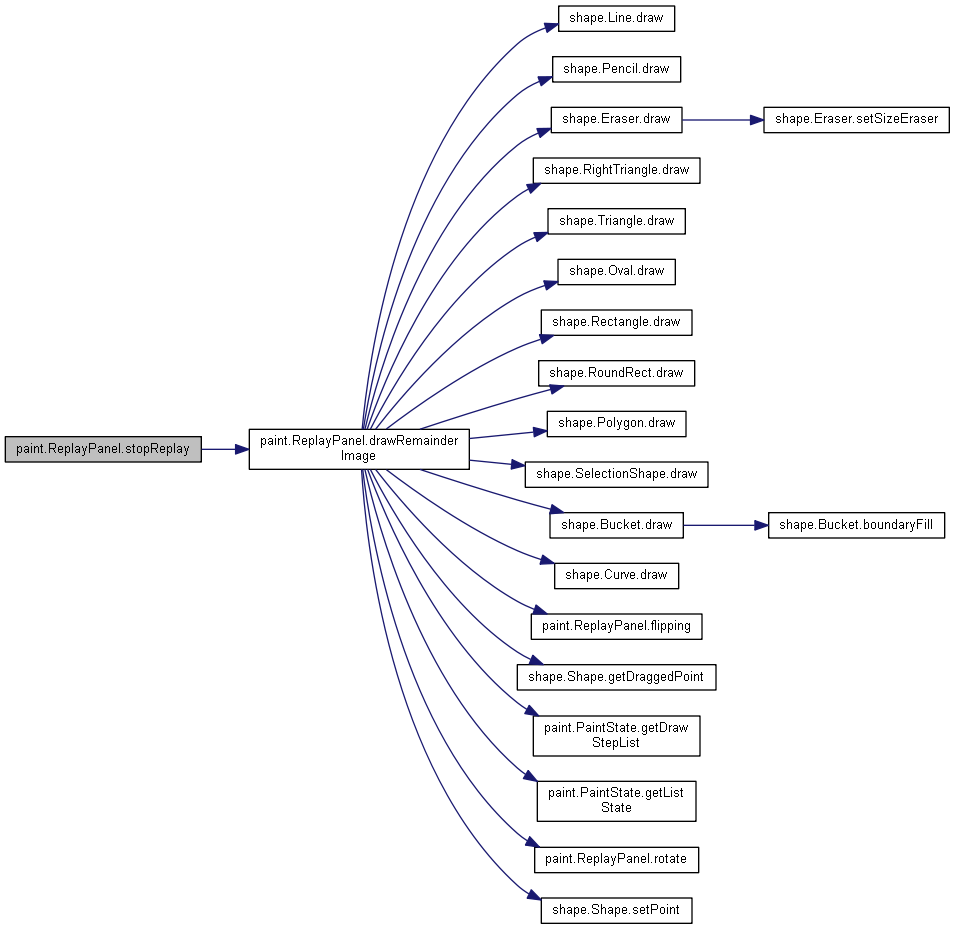 shape.Line.draw
shape.Pencil.draw
shape.Eraser.draw
shape.Eraser.setSizeEraser
shape.RightTriangle.draw
shape.Triangle.draw
shape.Oval.draw
shape.Rectangle.draw
shape.RoundRect.draw
shape.Polygon.draw
paint.ReplayPanel.stopReplay
paint.ReplayPanel.drawRemainder
Image
shape.SelectionShape.draw
shape.Bucket.draw
shape.Bucket.boundaryFill
shape.Curve.draw
paint.ReplayPanel.flipping
shape.Shape.getDraggedPoint
paint.PaintState.getDraw
StepList
paint.PaintState.getList
State
paint.ReplayPanel.rotate
shape.Shape.setPoint